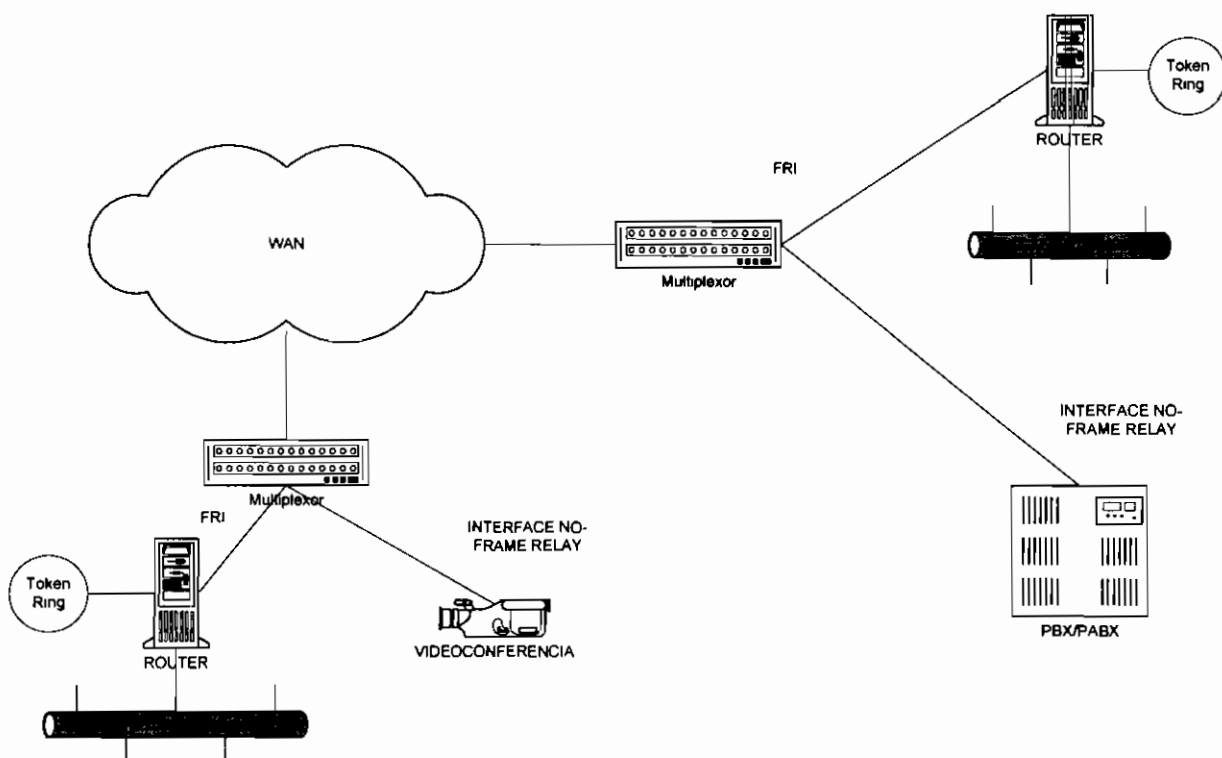 Token
Ring
ROUTER
FRI
WAN
Multiplexor
INTERFACE NO-
FRAME RELAY
Multiplexor
FRI
INTERFACE NO-
FRAME RELAY
PBX/PABX
Token
Ring
VIDEOCONFERENCIA
ROUTER